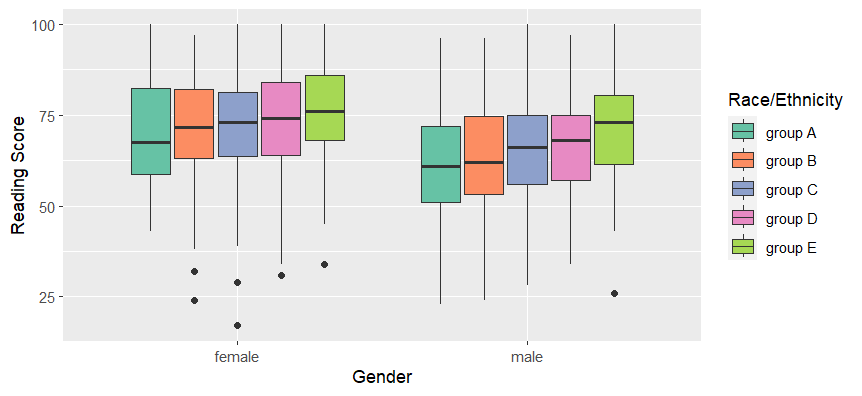 100
75
50
25
Reading Score
female
male
Gender
Race/Ethnicity
group A
group B
group C
group D
group E